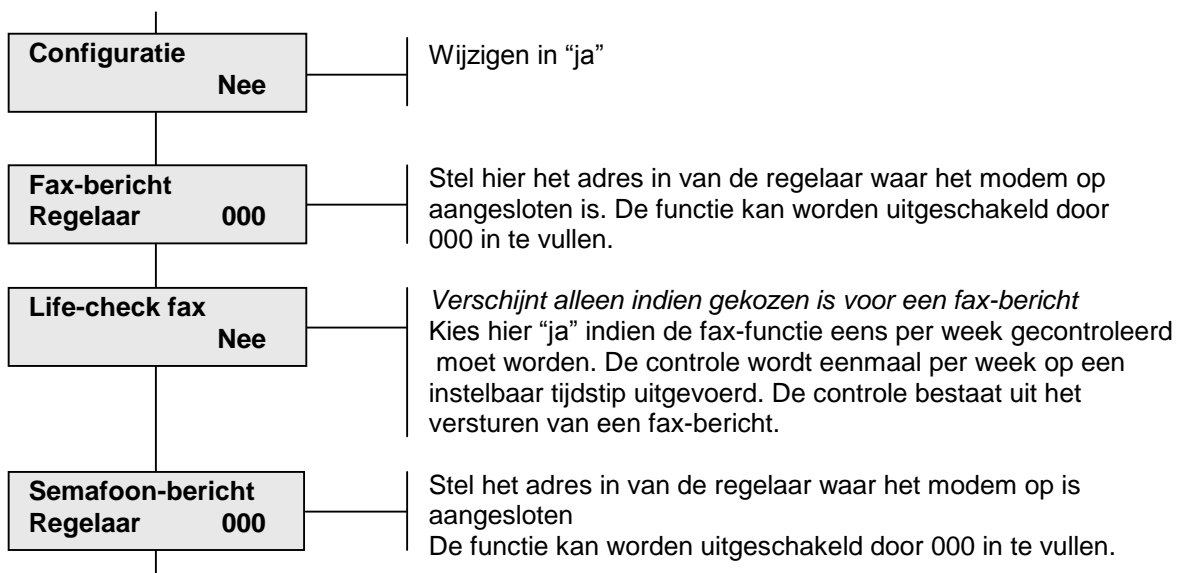 Configuratie
Nee
Wijzigen in “ja”
Fax-bericht
Regelaar 000
Stel hier het adres in van de regelaar waar het modem op
aangesloten is. De functie kan worden uitgeschakeld door
000 in te vullen.
Life-check fax
Nee
Verschijnt alleen indien gekozen is voor een fax-bericht
Kies hier “ja” indien de fax-functie eens per week gecontroleerd
moet worden. De controle wordt eenmaal per week op een
instelbaar tijdstip uitgevoerd. De controle bestaat uit het
versturen van een fax-bericht.
Semafoon-bericht
Regelaar 000
Stel het adres in van de regelaar waar het modem op is
aangesloten
De functie kan worden uitgeschakeld door 000 in te vullen.